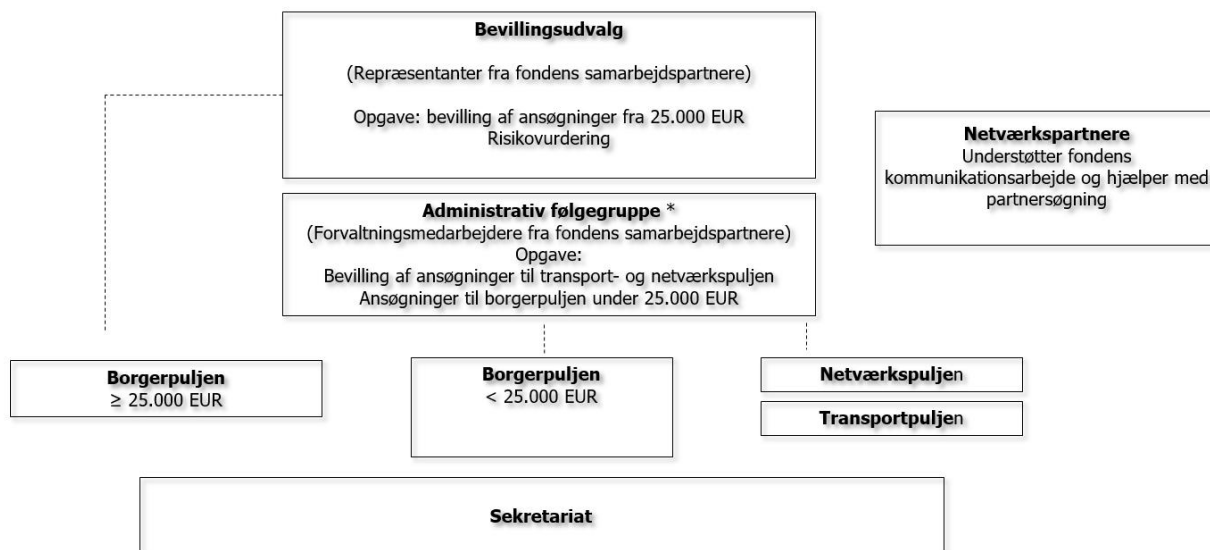 Bevillingsudvalg
(Repræsentanter fra fondens samarbejdspartnere)
Opgave: bevilling af ansøgninger fra 25.000 EUR
Risikovurdering
Netværkspartnere
Understøtter fondens
kommunikationsarbejde og hjælper med
partnersøgning
Administrativ følgegruppe *
(Forvaltningsmedarbejdere fra fondens samarbejdspartnere)
Opgave:
Bevilling af ansøgninger til transport- og netværkspuljen
Ansøgninger til borgerpuljen under 25.000 EUR
Borgerpuljen
≥ 25.000 EUR
Borgerpuljen
< 25.000 EUR
Netværkspuljen
Transportpuljen
Sekretariat